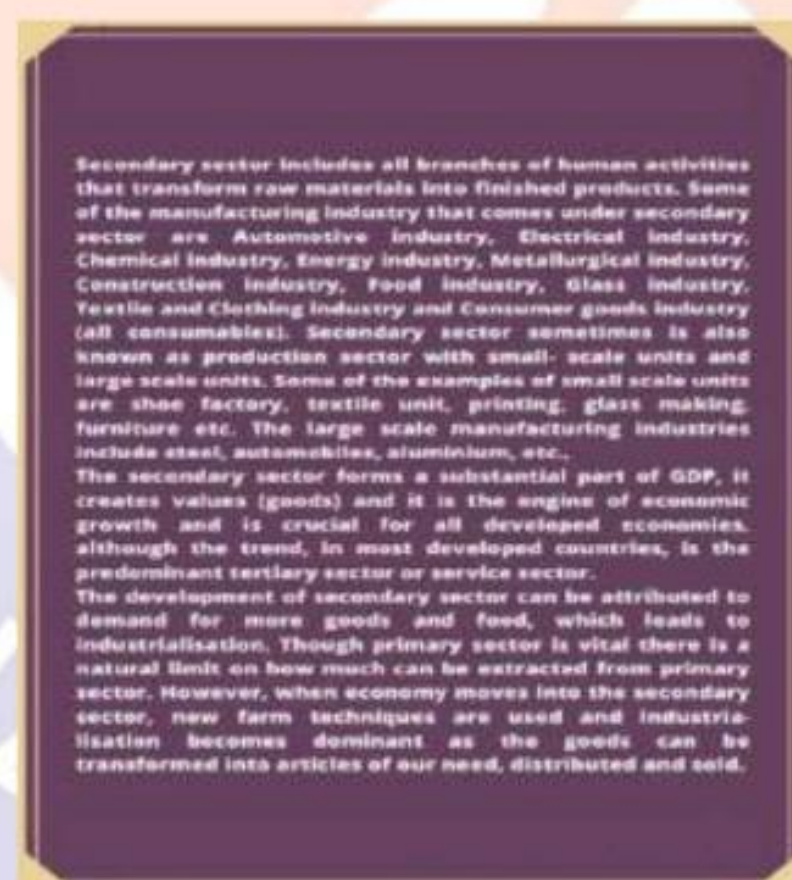 Secondary sector includes all branches of human activities
that transform raw materials into finished products. Some
of the manufacturing industry that comes under secondary
sector are Automotive industry, Electrical industry,
Chemical industry, Energy industry, Metallurgical industry,
Construction industry, Food industry, Glass industry,
Textile and Clothing industry and Consumer goods industry
(all consumables). Secondary sector sometimes is also
known as production sector with small- scale units and
large scale units. Some of the examples of small scale units
are shoe factory, textile unit, printing, glass making,
furniture etc. The large scale manufacturing industries
include steel, automobiles, aluminium, etc.,
The secondary sector forms a substantial part of GDP, it
creates values (goods) and it is the engine of economic
growth and is crucial for all developed economies,
although the trend, in most developed countries, is the
predominant tertiary sector or service sector.
The development of secondary sector can be attributed to
demand for more goods and food, which leads to
industrialisation. Though primary sector is vital there is a
natural limit on how much can be extracted from primary
sector. However, when economy moves into the secondary
sector, new farm techniques are used and industria-
lisation becomes dominant as the goods can be
transformed into articles of our need, distributed and sold.